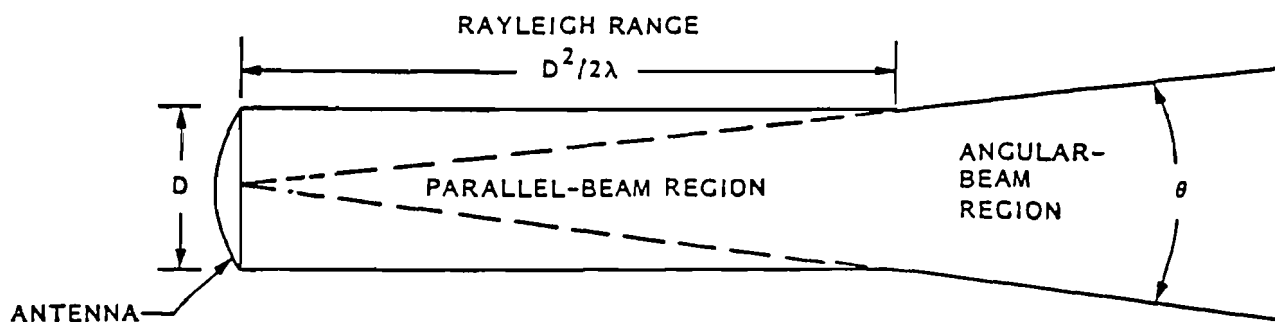 RAYLEIGH RANGE
D²/2λ
D
PARALLEL-BEAM REGION
ANGULAR-
BEAM
REGION
θ
ANTENNA